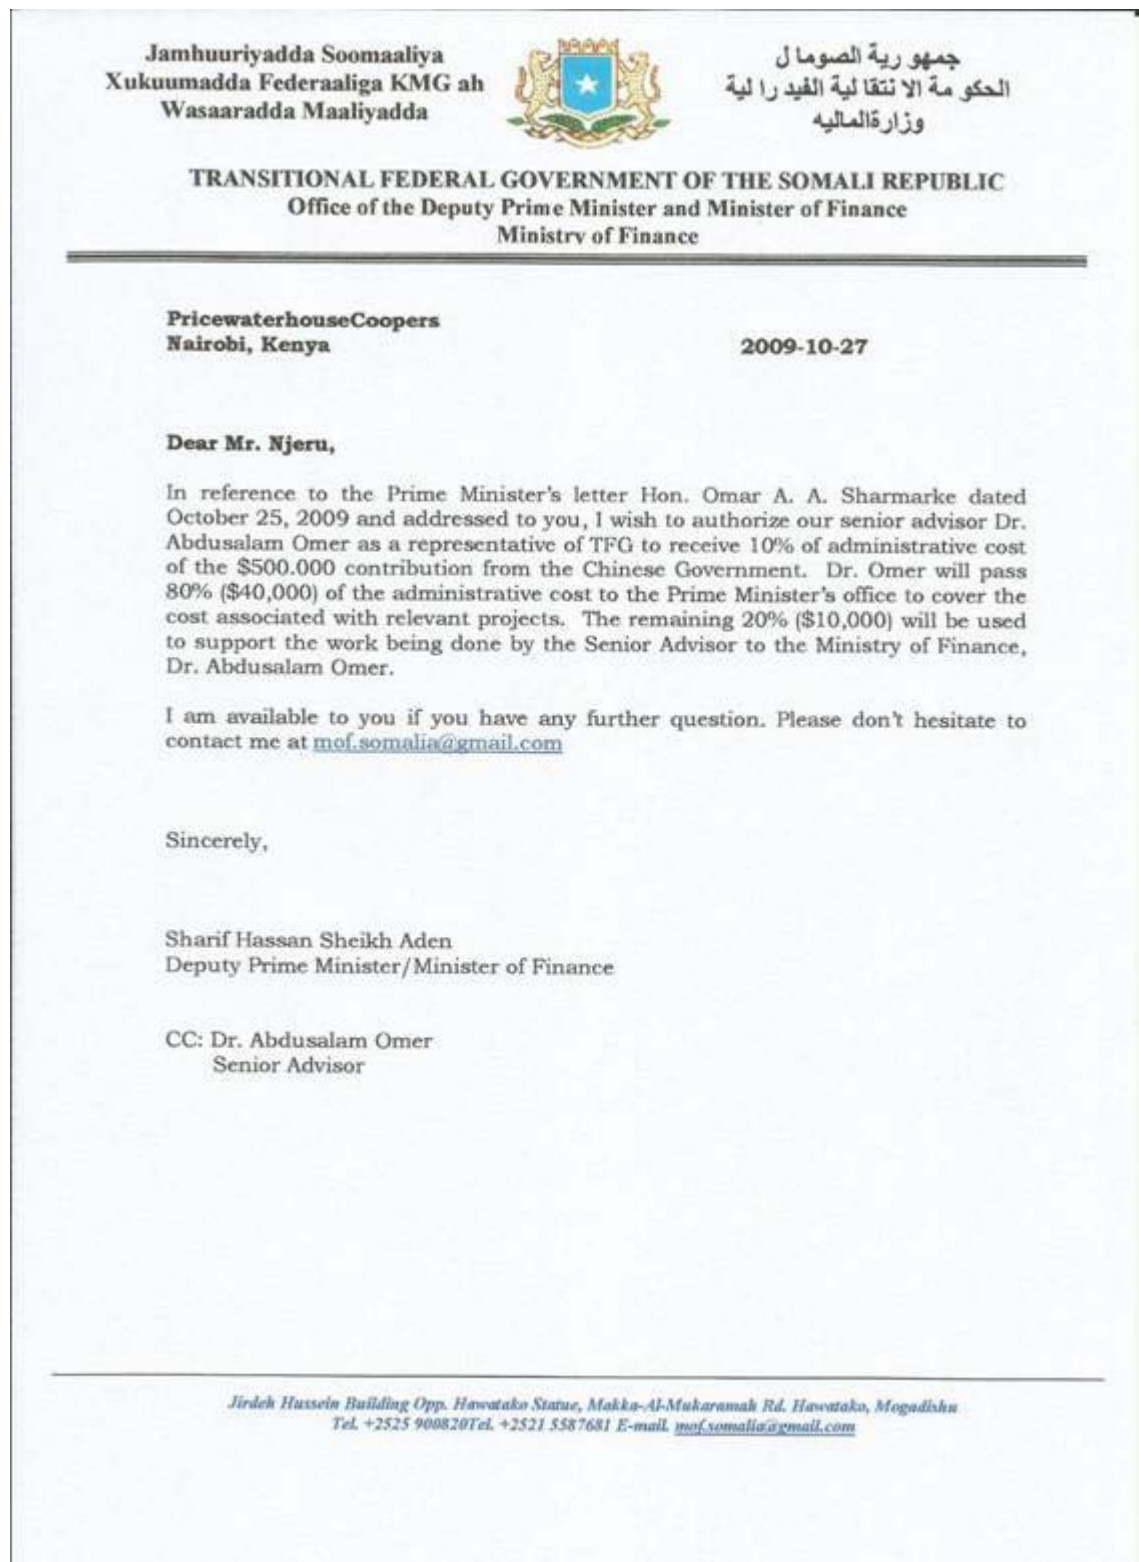 Jamhuuriyadda Soomaaliya
Xukuumadda Federaaliga KMG ah
Wasaaradda Maaliyadda
جمهو رية الصوما ل
الحكو مة الا نتقا لية الفيد را لية
وزارةالماليه
TRANSITIONAL FEDERAL GOVERNMENT OF THE SOMALI REPUBLIC
Office of the Deputy Prime Minister and Minister of Finance
Ministry of Finance
PricewaterhouseCoopers
Nairobi, Kenya
2009-10-27
Dear Mr. Njeru,
In reference to the Prime Minister's letter Hon. Omar A. A. Sharmarke dated
October 25, 2009 and addressed to you, I wish to authorize our senior advisor Dr.
Abdusalam Omer as a representative of TFG to receive 10% of administrative cost
of the $500.000 contribution from the Chinese Government. Dr. Omer will pass
80% ($40,000) of the administrative cost to the Prime Minister's office to cover the
cost associated with relevant projects. The remaining 20% ($10,000) will be used
to support the work being done by the Senior Advisor to the Ministry of Finance,
Dr. Abdusalam Omer.
I am available to you if you have any further question. Please don't hesitate to
contact me at mof.somalia@gmail.com
Sincerely,
Sharif Hassan Sheikh Aden
Deputy Prime Minister/Minister of Finance
CC: Dr. Abdusalam Omer
Senior Advisor
Jirdeh Hussein Building Opp. Hawatako Statue, Makka-Al-Mukaramah Rd. Hawatako, Mogadishu
Tel. +2525 900820Tel. +2521 5587681 E-mail. mof.somalia@gmail.com